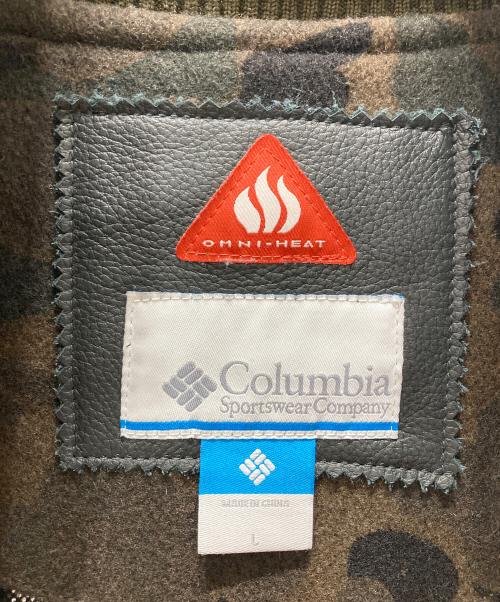 OMNI-HEAT
Columbia
Sportswear Company
MADE IN CHINA
L